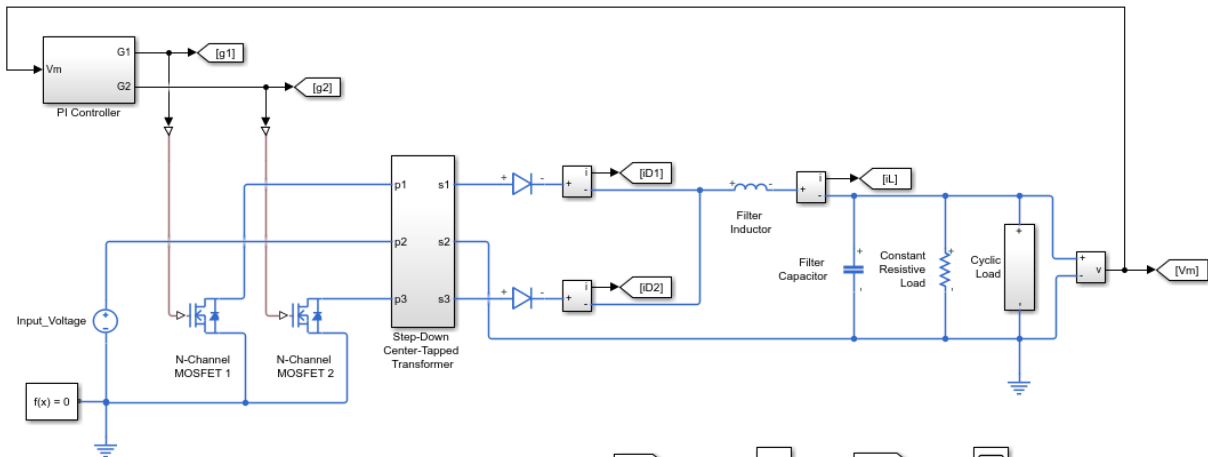 G1
[g1]
Vm
G2
[g2]
PI Controller
i
[iD1]
i
[iL]
p1
s1
+
-
+
-
+
-
+
-
Filter
Inductor
+
+
+
p2
s2
Filter
Capacitor
Constant
Resistive
Load
Cyclic
Load
+
-
v
[Vm]
i
[iD2]
p3
s3
+
-
+
-
-
-
-
Input_Voltage
+
-
Step-Down
Center-Tapped
Transformer
N-Channel
MOSFET 1
N-Channel
MOSFET 2
f(x) = 0